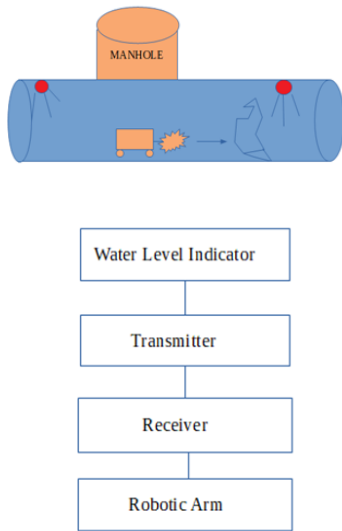 MANHOLE
Water Level Indicator
Transmitter
Receiver
Robotic Arm